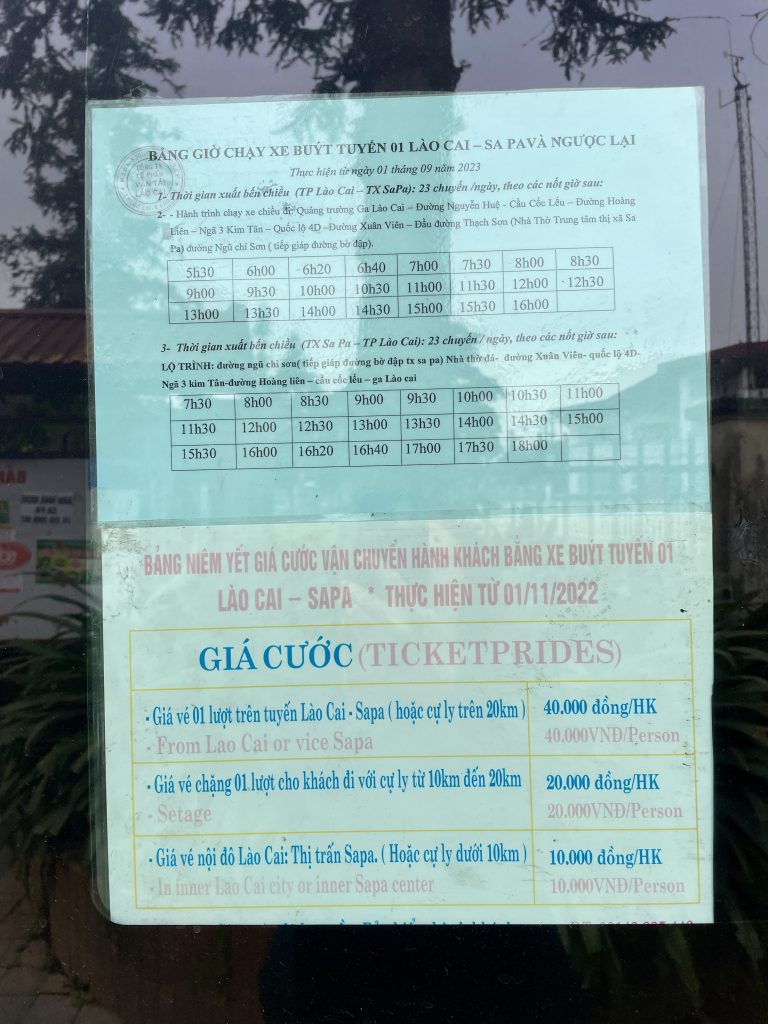 BẢNG GIỜ CHẠY XE BUÝT TUYẾN 01 LÀO CAI – SA PAVÀ NGƯỢC LẠI
Thực hiện từ ngày 01 tháng 09 năm 2023
CÔNG TY
CỔ PHẦN
VẬN TẢI
LÀO CAI
1- Thời gian xuất bến chiều (TP Lào Cai – TX SaPa): 23 chuyến /ngày, theo các nốt giờ sau:
2- - Hành trình chạy xe chiều đi: Quảng trường Ga Lào Cai – Đường Nguyễn Huệ - Cầu Cốc Lếu – Đường Hoàng
Liên – Ngã 3 Kim Tân – Quốc lộ 4D –Đường Xuân Viên – Đầu đường Thạch Sơn (Nhà Thờ Trung tâm thị xã Sa
Pa) đường Ngũ chỉ Sơn ( tiếp giáp đường bờ đập).
5h30 6h00 6h20 6h40 7h00 7h30 8h00 8h30
9h00 9h30 10h00 10h30 11h00 11h30 12h00 12h30
13h00 13h30 14h00 14h30 15h00 15h30 16h00
3- Thời gian xuất bến chiều (TX Sa Pa – TP Lào Cai): 23 chuyến / ngày, theo các nốt giờ sau:
LỘ TRÌNH: đường ngũ chỉ sơn( tiếp giáp đường bờ đập tx sa pa) Nhà thờ đá- đường Xuân Viên- quốc lộ 4D-
Ngã 3 kim Tân-đường Hoàng liên – cầu cốc lếu – ga Lào cai
7h30 8h00 8h30 9h00 9h30 10h00 10h30 11h00
11h30 12h00 12h30 13h00 13h30 14h00 14h30 15h00
15h30 16h00 16h20 16h40 17h00 17h30 18h00
BẢNG NIÊM YẾT GIÁ CƯỚC VẬN CHUYỂN HÀNH KHÁCH BẰNG XE BUÝT TUYẾN 01
LÀO CAI – SAPA * THỰC HIỆN TỪ 01/11/2022
GIÁ CƯỚC (TICKETPRIDES)
- Giá vé 01 lượt trên tuyến Lào Cai - Sapa ( hoặc cự ly trên 20km ) 40.000 đồng/HK
- From Lao Cai or vice Sapa 40.000VNĐ/Person
- Giá vé chặng 01 lượt cho khách đi với cự ly từ 10km đến 20km 20.000 đồng/HK
- Setage 20.000VNĐ/Person
- Giá vé nội đô Lào Cai: Thị trấn Sapa. ( Hoặc cự ly dưới 10km ) 10.000 đồng/HK
- In inner Lao Cai city or inner Sapa center 10.000VNĐ/Person